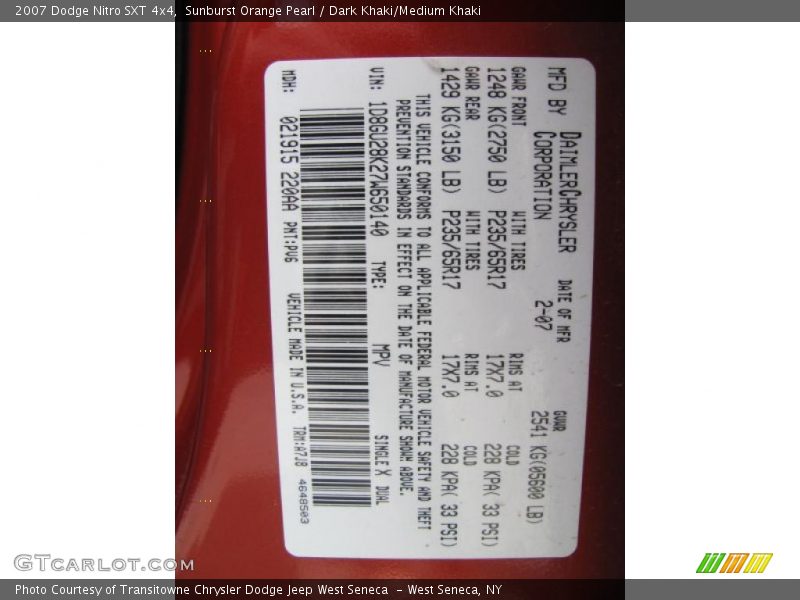 2007 Dodge Nitro SXT 4x4, Sunburst Orange Pearl / Dark Khaki/Medium Khaki
MFD BY DAIMLERCHRYSLER CORPORATION DATE OF MFR 2-07 GVWR 2541 KG(05600 LB)
GAWR FRONT WITH TIRES RIMS AT COLD
1248 KG(2750 LB) P235/65R17 17X7.0 228 KPA( 33 PSI)
GAWR REAR WITH TIRES RIMS AT COLD
1429 KG(3150 LB) P235/65R17 17X7.0 228 KPA( 33 PSI)
THIS VEHICLE CONFORMS TO ALL APPLICABLE FEDERAL MOTOR VEHICLE SAFETY AND THEFT
PREVENTION STANDARDS IN EFFECT ON THE DATE OF MANUFACTURE SHOWN ABOVE.
VIN: 1D8GU28K27W650140 TYPE: MPV SINGLE X DUAL
MDH: 021915 220AA PNT:PV6 VEHICLE MADE IN U.S.A. TRM:A7J8 4648503
GTCarlot.com
Photo Courtesy of Transitowne Chrysler Dodge Jeep West Seneca - West Seneca, NY